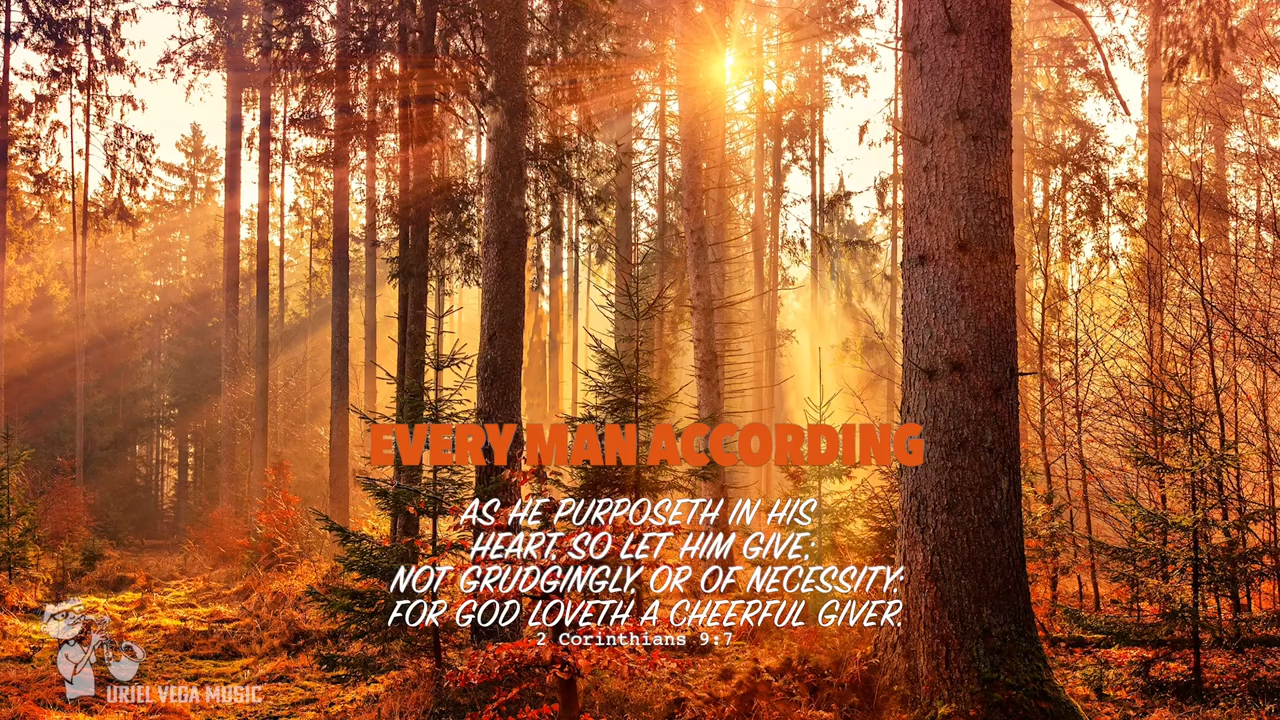 EVERY MAN ACCORDING
AS HE PURPOSETH IN HIS
HEART, SO LET HIM GIVE;
NOT GRUDGINGLY, OR OF NECESSITY:
FOR GOD LOVETH A CHEERFUL GIVER.
2 Corinthians 9:7
URIEL VEGA MUSIC